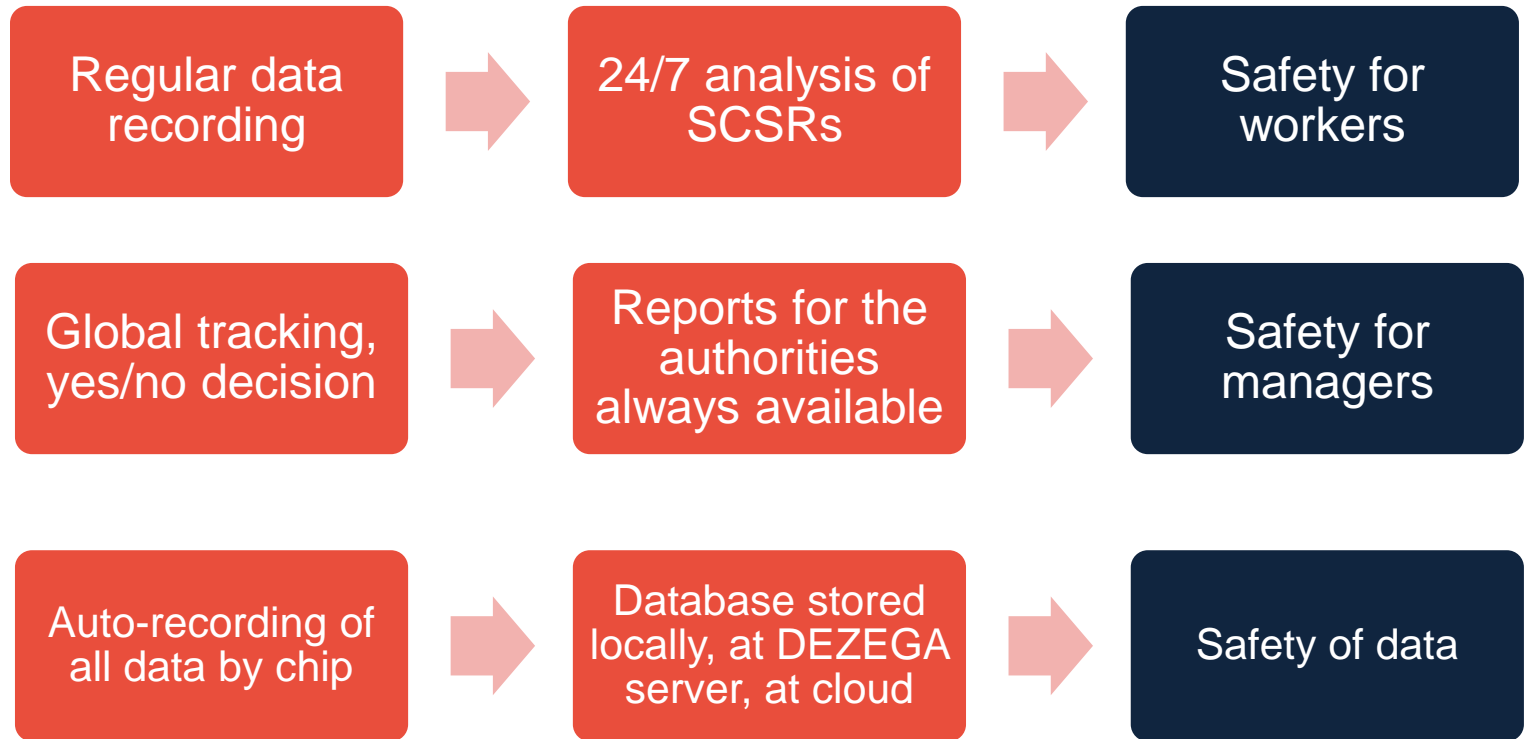 Regular data
recording
24/7 analysis of
SCSRs
Safety for
workers
Global tracking,
yes/no decision
Reports for the
authorities
always available
Safety for
managers
Auto-recording of
all data by chip
Database stored
locally, at DEZEGA
server, at cloud
Safety of data